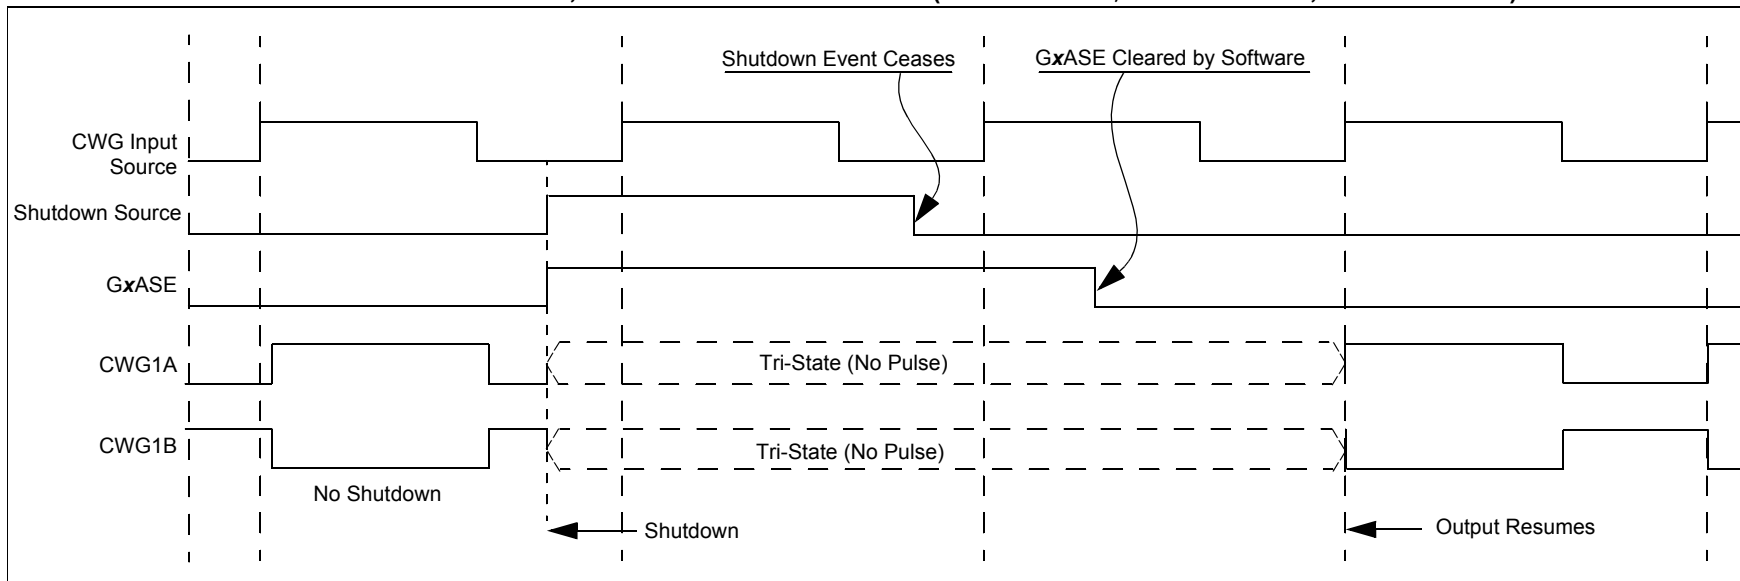 Shutdown Event Ceases
GxASE Cleared by Software
CWG Input
Source
Shutdown Source
GxASE
CWG1A
Tri-State (No Pulse)
CWG1B
Tri-State (No Pulse)
No Shutdown
Shutdown
Output Resumes